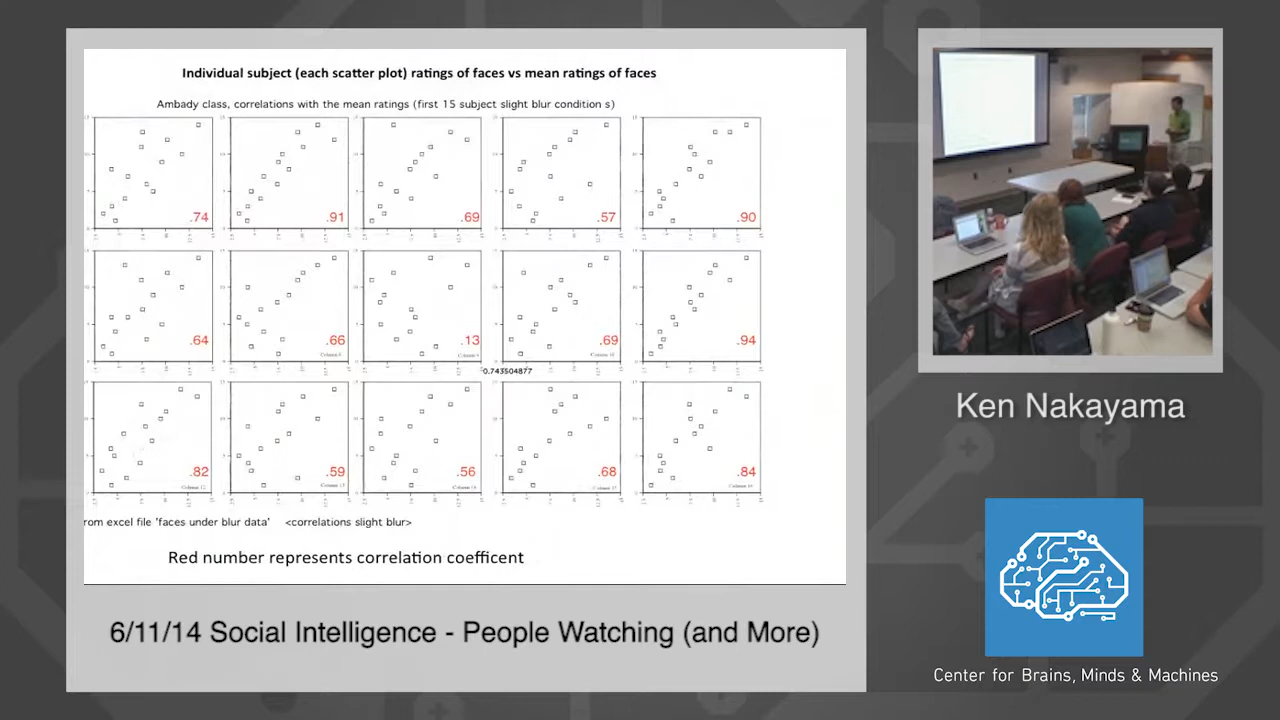 Individual subject (each scatter plot) ratings of faces vs mean ratings of faces
Ambady class, correlations with the mean ratings (first 15 subject slight blur condition s)
.74
.91
.69
.57
.90
.64
.66
.13
.69
.94
0.743504877
.82
.59
.56
.68
.84
rom excel file 'faces under blur data' <correlations slight blur>
Red number represents correlation coefficent
6/11/14 Social Intelligence - People Watching (and More)
Ken Nakayama
Center for Brains, Minds & Machines